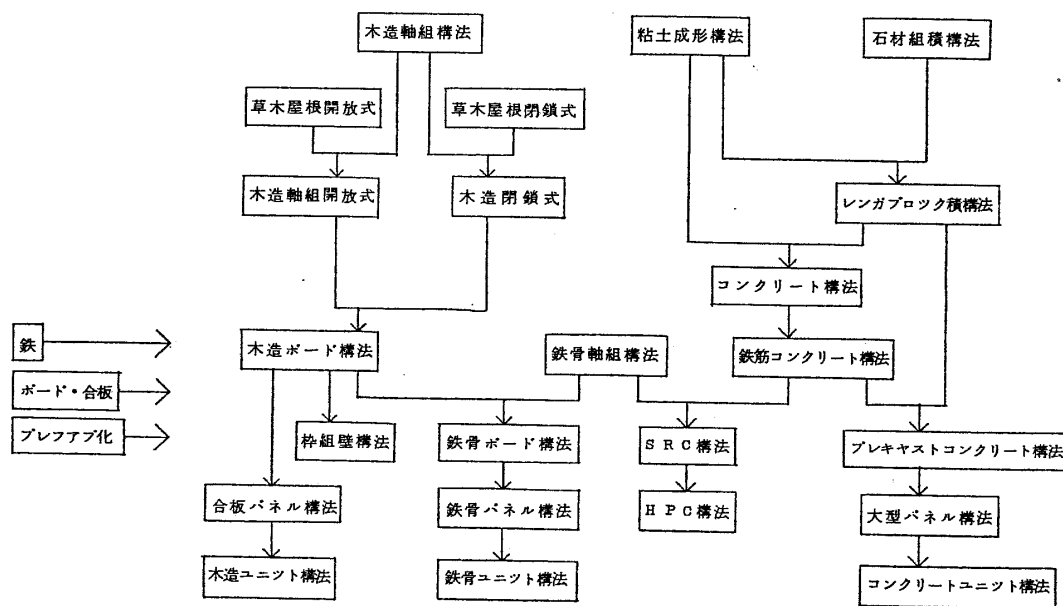 木造軸組構法
粘土成形構法
石材組積構法
草木屋根開放式
草木屋根閉鎖式
木造軸組開放式
木造閉鎖式
レンガブロツク積構法
コンクリート構法
鉄
木造ボード構法
鉄骨軸組構法
鉄筋コンクリート構法
ボード・合板
プレフアブ化
枠組壁構法
鉄骨ボード構法
SRC構法
プレキヤストコンクリート構法
合板パネル構法
鉄骨パネル構法
HPC構法
大型パネル構法
木造ユニツト構法
鉄骨ユニツト構法
コンクリートユニツト構法